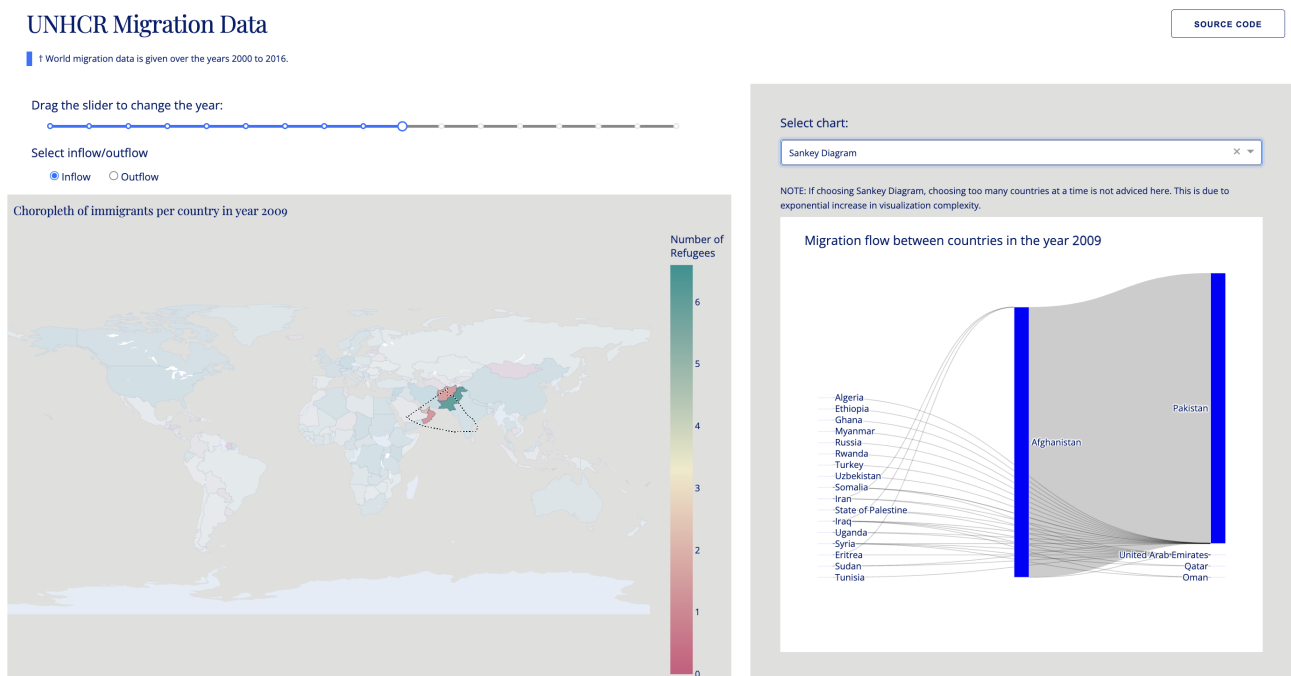 UNHCR Migration Data
SOURCE CODE
† World migration data is given over the years 2000 to 2016.
Drag the slider to change the year:
Select inflow/outflow
Inflow
Outflow
Choropleth of immigrants per country in year 2009
Number of
Refugees
6
5
4
3
2
1
0
Select chart:
Sankey Diagram
NOTE: If choosing Sankey Diagram, choosing too many countries at a time is not adviced here. This is due to
exponential increase in visualization complexity.
Migration flow between countries in the year 2009
Algeria
Ethiopia
Ghana
Myanmar
Russia
Rwanda
Turkey
Uzbekistan
Somalia
Iran
State of Palestine
Iraq
Uganda
Syria
Eritrea
Sudan
Tunisia
Afghanistan
Pakistan
United Arab Emirates
Qatar
Oman